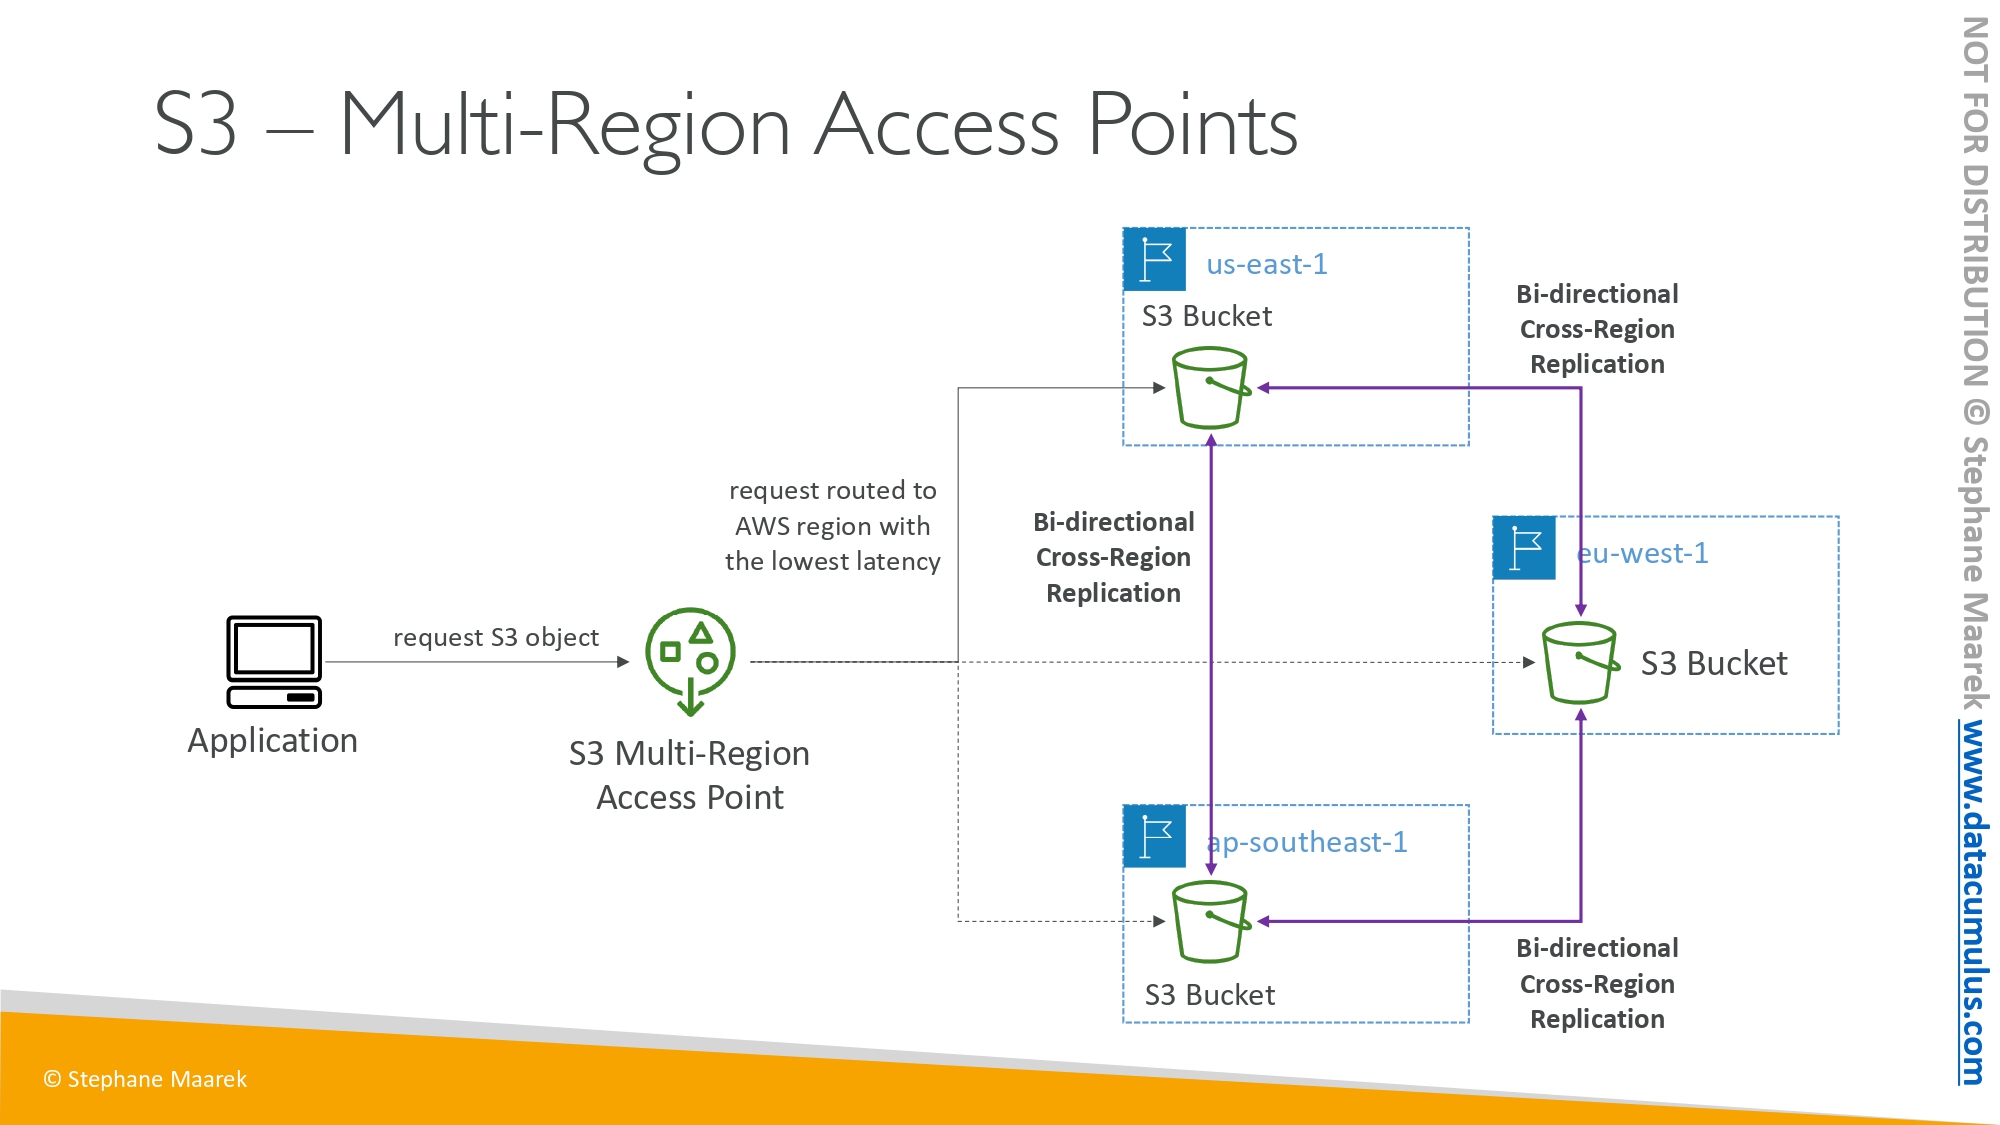 S3 – Multi-Region Access Points
us-east-1
S3 Bucket
Bi-directional
Cross-Region
Replication
request routed to
AWS region with
the lowest latency
Bi-directional
Cross-Region
Replication
eu-west-1
S3 Bucket
request S3 object
Application
S3 Multi-Region
Access Point
ap-southeast-1
S3 Bucket
Bi-directional
Cross-Region
Replication
© Stephane Maarek
NOT FOR DISTRIBUTION © Stephane Maarek www.datacumulus.com